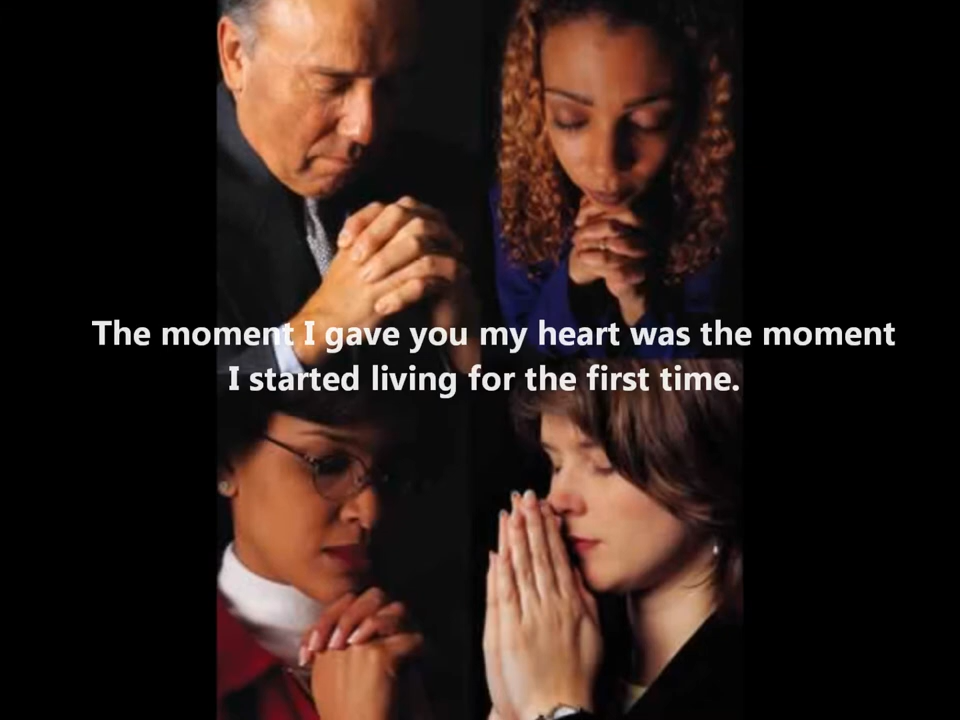 The moment I gave you my heart was the moment
I started living for the first time.